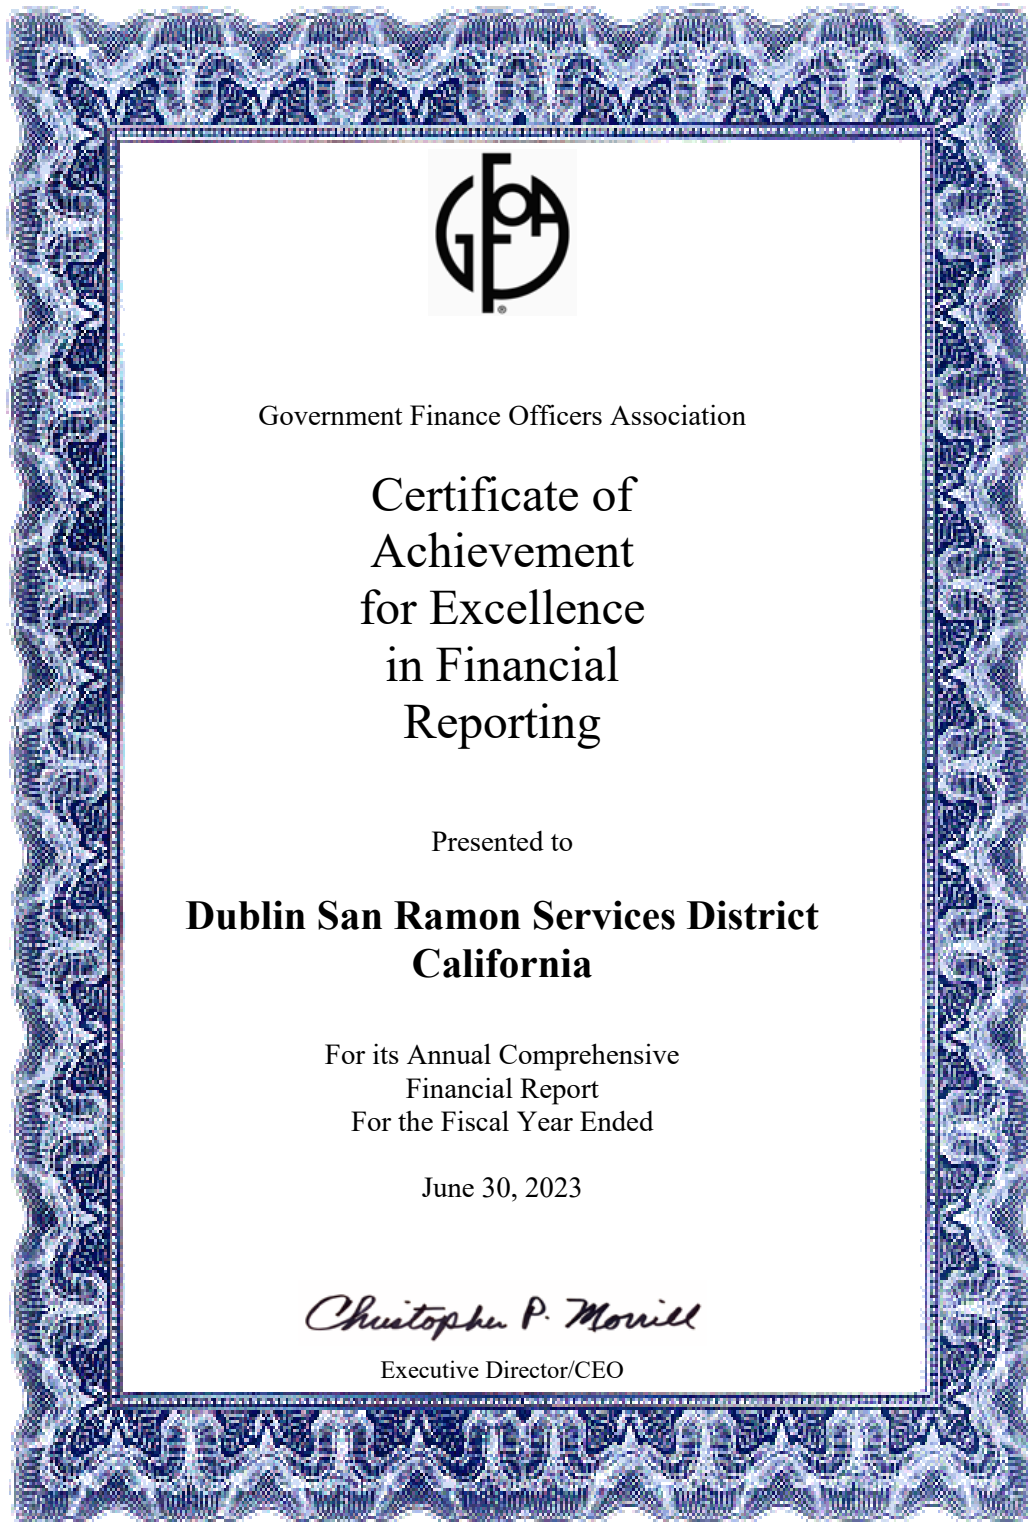 GFOA
®
Government Finance Officers Association
Certificate of
Achievement
for Excellence
in Financial
Reporting
Presented to
Dublin San Ramon Services District
California
For its Annual Comprehensive
Financial Report
For the Fiscal Year Ended
June 30, 2023
Christopher P. Morrill
Executive Director/CEO